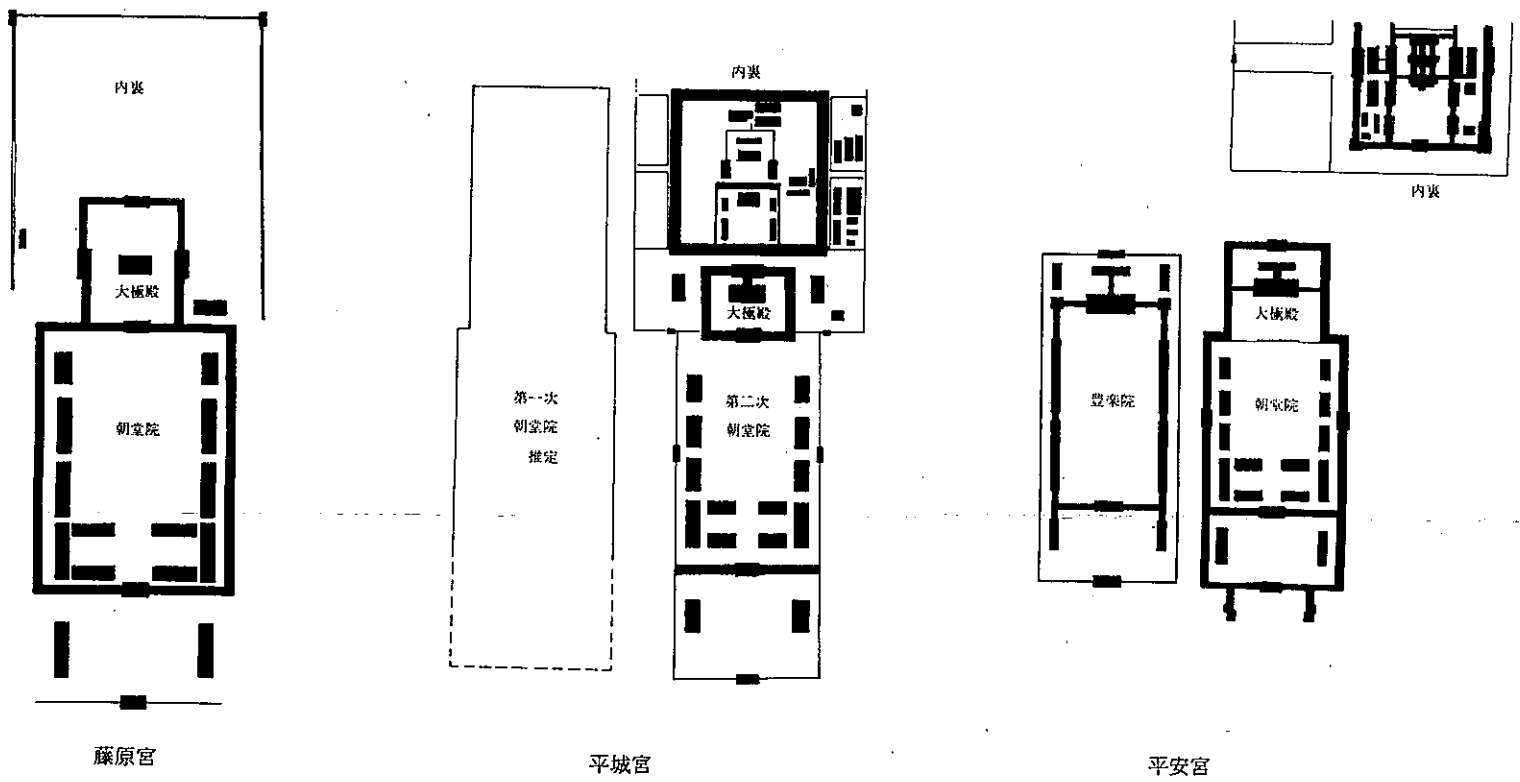 内裏
大極殿
朝堂院
藤原宮
内裏
大極殿
第一次
朝堂院
推定
第二次
朝堂院
平城宮
内裏
豊楽院
大極殿
朝堂院
平安宮